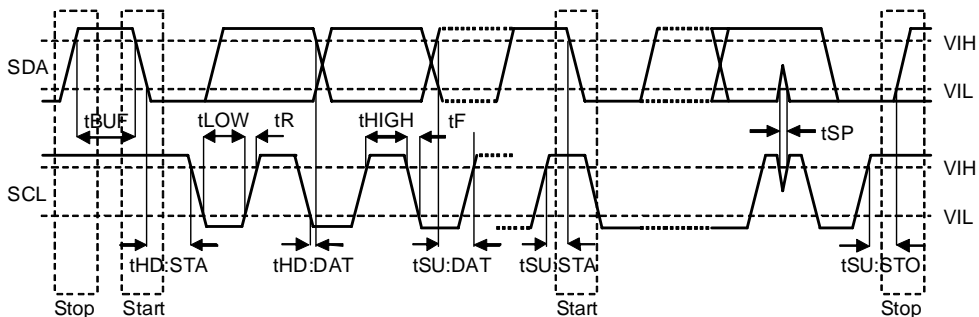 SDA
VIH
VIL
tBUF
tLOW
tR
tHIGH
tF
tSP
SCL
VIH
VIL
tHD:STA
tHD:DAT
tSU:DAT
tSU:STA
tSU:STO
Stop
Start
Start
Stop